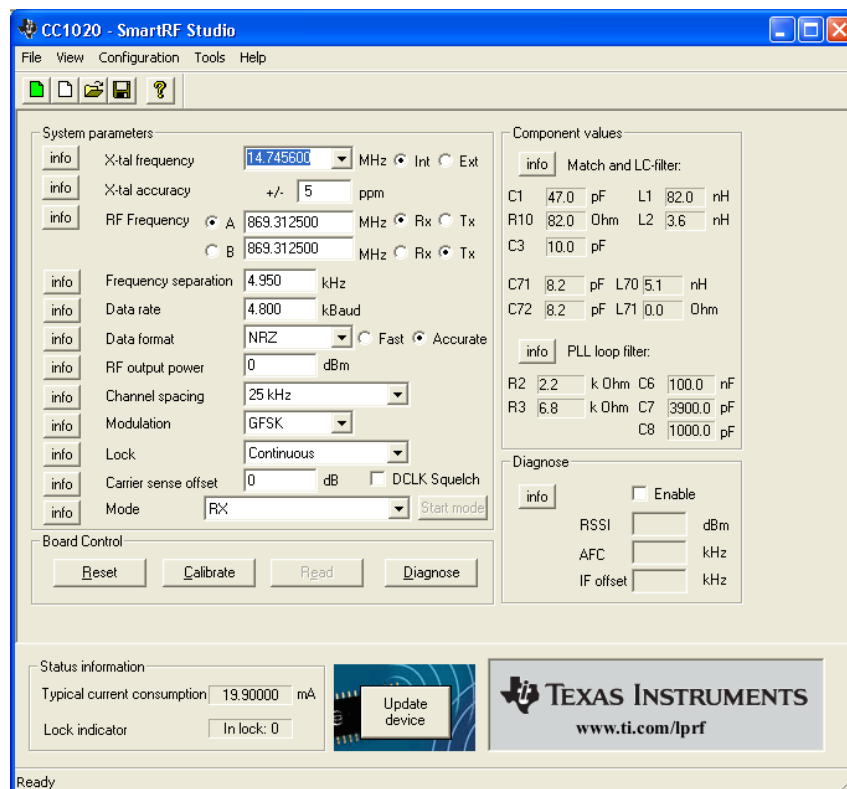 CC1020 - SmartRF Studio
File View Configuration Tools Help
System parameters
info X-tal frequency 14.745600 MHz Int Ext
info X-tal accuracy +/- 5 ppm
info RF Frequency A 869.312500 MHz Rx Tx
B 869.312500 MHz Rx Tx
info Frequency separation 4.950 kHz
info Data rate 4.800 kBaud
info Data format NRZ Fast Accurate
info RF output power 0 dBm
info Channel spacing 25 kHz
info Modulation GFSK
info Lock Continuous
info Carrier sense offset 0 dB DCLK Squelch
info Mode RX Start mode
Board Control
Reset Calibrate Read Diagnose
Component values
info Match and LC-filter:
C1 47.0 pF L1 82.0 nH
R10 82.0 Ohm L2 3.6 nH
C3 10.0 pF
C71 8.2 pF L70 5.1 nH
C72 8.2 pF L71 0.0 Ohm
info PLL loop filter:
R2 2.2 k Ohm C6 100.0 nF
R3 6.8 k Ohm C7 3900.0 pF
C8 1000.0 pF
Diagnose
info Enable
RSSI dBm
AFC kHz
IF offset kHz
Status information
Typical current consumption 19.90000 mA
Lock indicator In lock: 0
Update
device
TEXAS INSTRUMENTS
www.ti.com/lprf
Ready